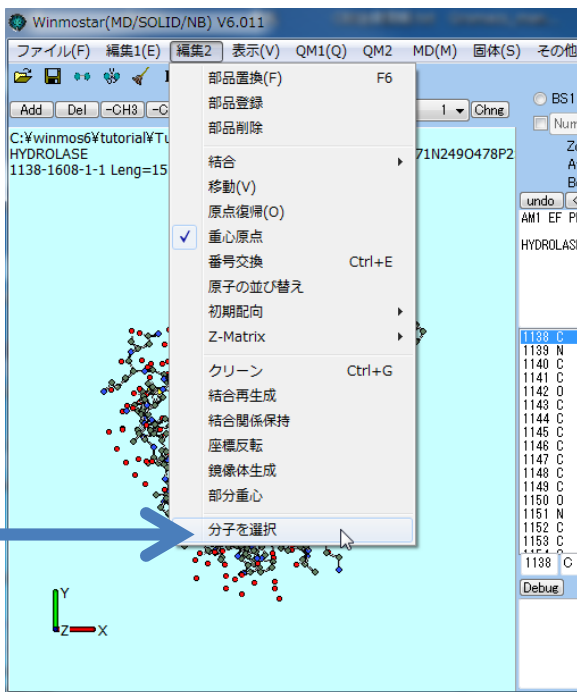 Winmostar(MD/SOLID/NB) V6.011
ファイル(F) 編集1(E) 編集2 表示(V) QM1(Q) QM2 MD(M) 固体(S) その他
Add Del -CH3 1 Chng
BS1
C:¥winmos6¥tutorial¥Tu
HYDROLASE 71N249O478P2
1138-1608-1-1 Leng=15
部品置換(F) F6
部品登録
部品削除
結合
移動(V)
原点復帰(O)
重心原点
番号交換 Ctrl+E
原子の並び替え
初期配向
Z-Matrix
クリーン Ctrl+G
結合再生成
結合関係保持
座標反転
鏡像体生成
部分重心
分子を選択
Y
Z X
undo
AM1 EF
HYDROLAS
1138 C
1139 N
1140 C
1141 C
1142 O
1143 C
1144 C
1145 C
1146 C
1147 C
1148 C
1149 C
1150 O
1151 N
1152 C
1153 C
1138 C
Debug